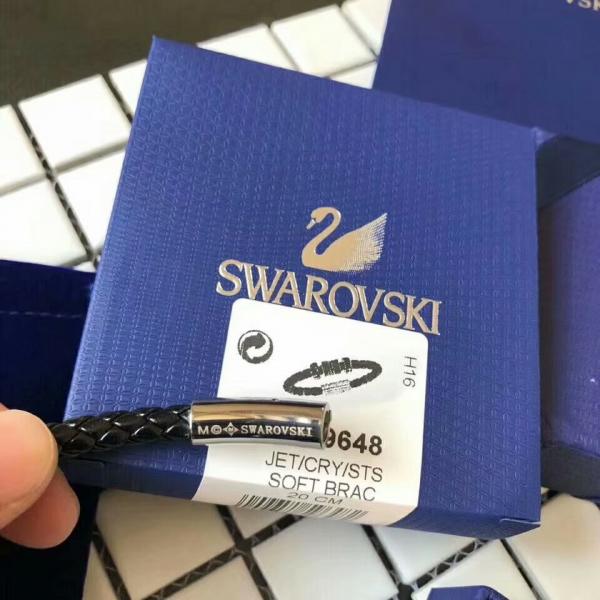 SWAROVSKI
H16
M SWAROVSKI
9648
JET/CRY/STS
SOFT BRAC
20 CM